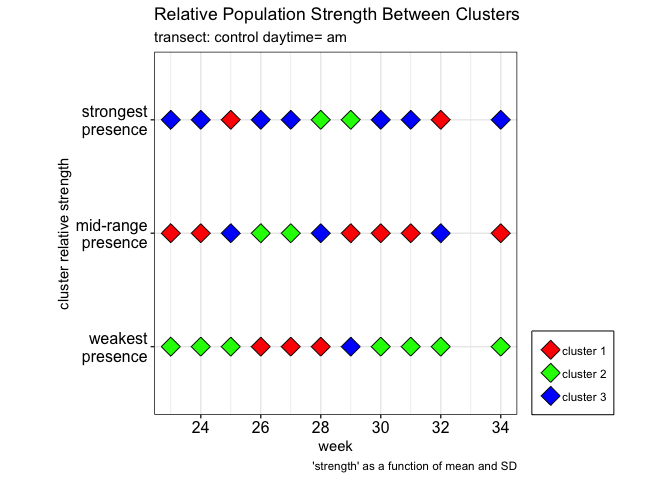 Relative Population Strength Between Clusters
transect: control daytime= am
cluster relative strength
strongest
presence
mid-range
presence
weakest
presence
24 26 28 30 32 34
week
'strength' as a function of mean and SD
cluster 1
cluster 2
cluster 3